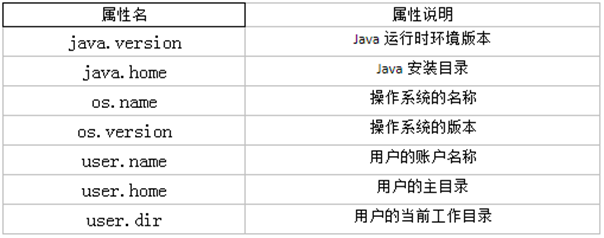 属性名 属性说明
java.version Java 运行时环境版本
java.home Java 安装目录
os.name 操作系统的名称
os.version 操作系统的版本
user.name 用户的账户名称
user.home 用户的主目录
user.dir 用户的当前工作目录